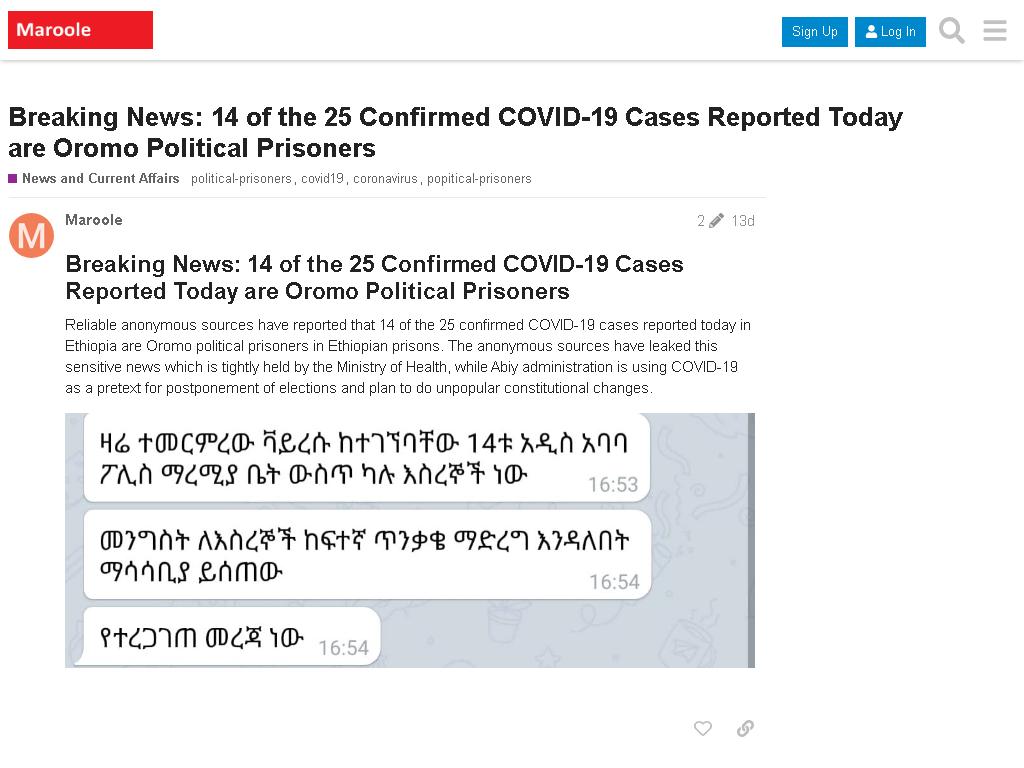 Maroole
Sign Up
Log In
Breaking News: 14 of the 25 Confirmed COVID-19 Cases Reported Today
are Oromo Political Prisoners
News and Current Affairs political-prisoners, covid19, coronavirus, popitical-prisoners
M
Maroole
2 13d
Breaking News: 14 of the 25 Confirmed COVID-19 Cases
Reported Today are Oromo Political Prisoners
Reliable anonymous sources have reported that 14 of the 25 confirmed COVID-19 cases reported today in
Ethiopia are Oromo political prisoners in Ethiopian prisons. The anonymous sources have leaked this
sensitive news which is tightly held by the Ministry of Health, while Abiy administration is using COVID-19
as a pretext for postponement of elections and plan to do unpopular constitutional changes.
ዛሬ ተመርምረው ቫይረሱ ከተገኘባቸው 14ቱ አዲስ አባባ
ፖሊስ ማረሚያ ቤት ውስጥ ካሉ እስረኞች ነው
16:53
መንግስት ለእስረኞች ከፍተኛ ጥንቃቄ ማድረግ እንዳለበት
ማሳሳቢያ ይሰጠው
16:54
የተረጋገጠ መረጃ ነው 16:54